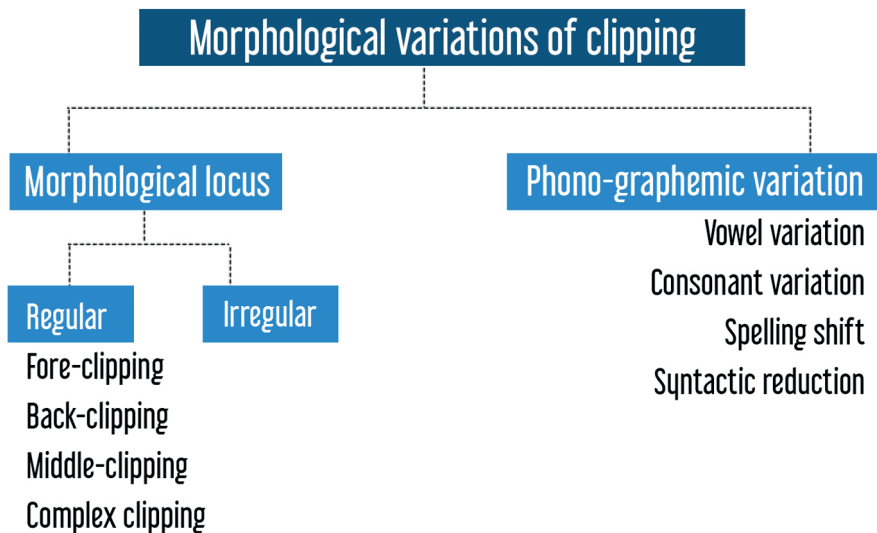 Morphological variations of clipping
Morphological locus
Regular
Fore-clipping
Back-clipping
Middle-clipping
Complex clipping
Irregular
Phono-graphemic variation
Vowel variation
Consonant variation
Spelling shift
Syntactic reduction